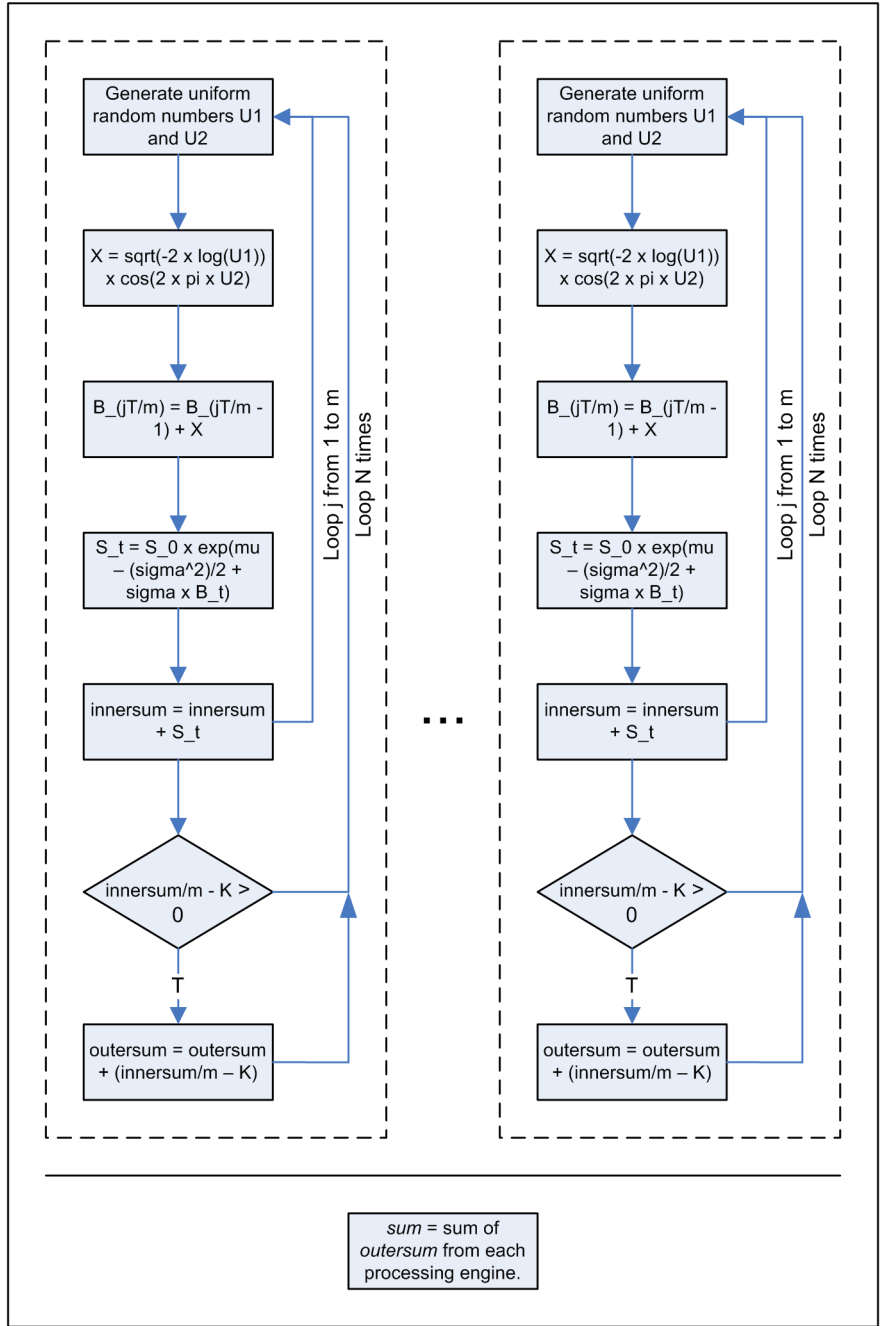 Generate uniform
random numbers U1
and U2
X = sqrt(-2 x log(U1))
x cos(2 x pi x U2)
B_(jT/m) = B_(jT/m -
1) + X
S_t = S_0 x exp(mu
– (sigma^2)/2 +
sigma x B_t)
innersum = innersum
+ S_t
innersum/m - K >
0
T
outersum = outersum
+ (innersum/m – K)
Loop j from 1 to m
Loop N times
...
Generate uniform
random numbers U1
and U2
X = sqrt(-2 x log(U1))
x cos(2 x pi x U2)
B_(jT/m) = B_(jT/m -
1) + X
S_t = S_0 x exp(mu
– (sigma^2)/2 +
sigma x B_t)
innersum = innersum
+ S_t
innersum/m - K >
0
T
outersum = outersum
+ (innersum/m – K)
Loop j from 1 to m
Loop N times
sum = sum of
outersum from each
processing engine.